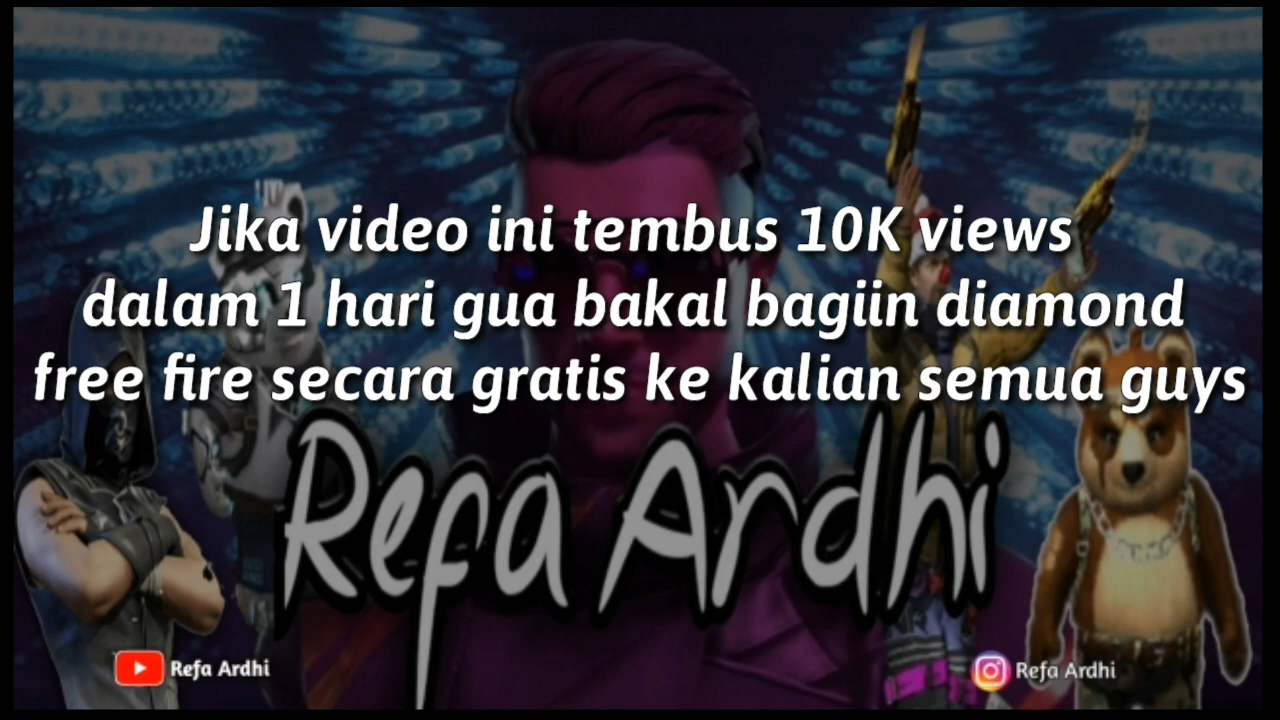 Jika video ini tembus 10K views
dalam 1 hari gua bakal bagiin diamond
free fire secara gratis ke kalian semua guys
Refa Ardhi
Refa Ardhi
Refa Ardhi